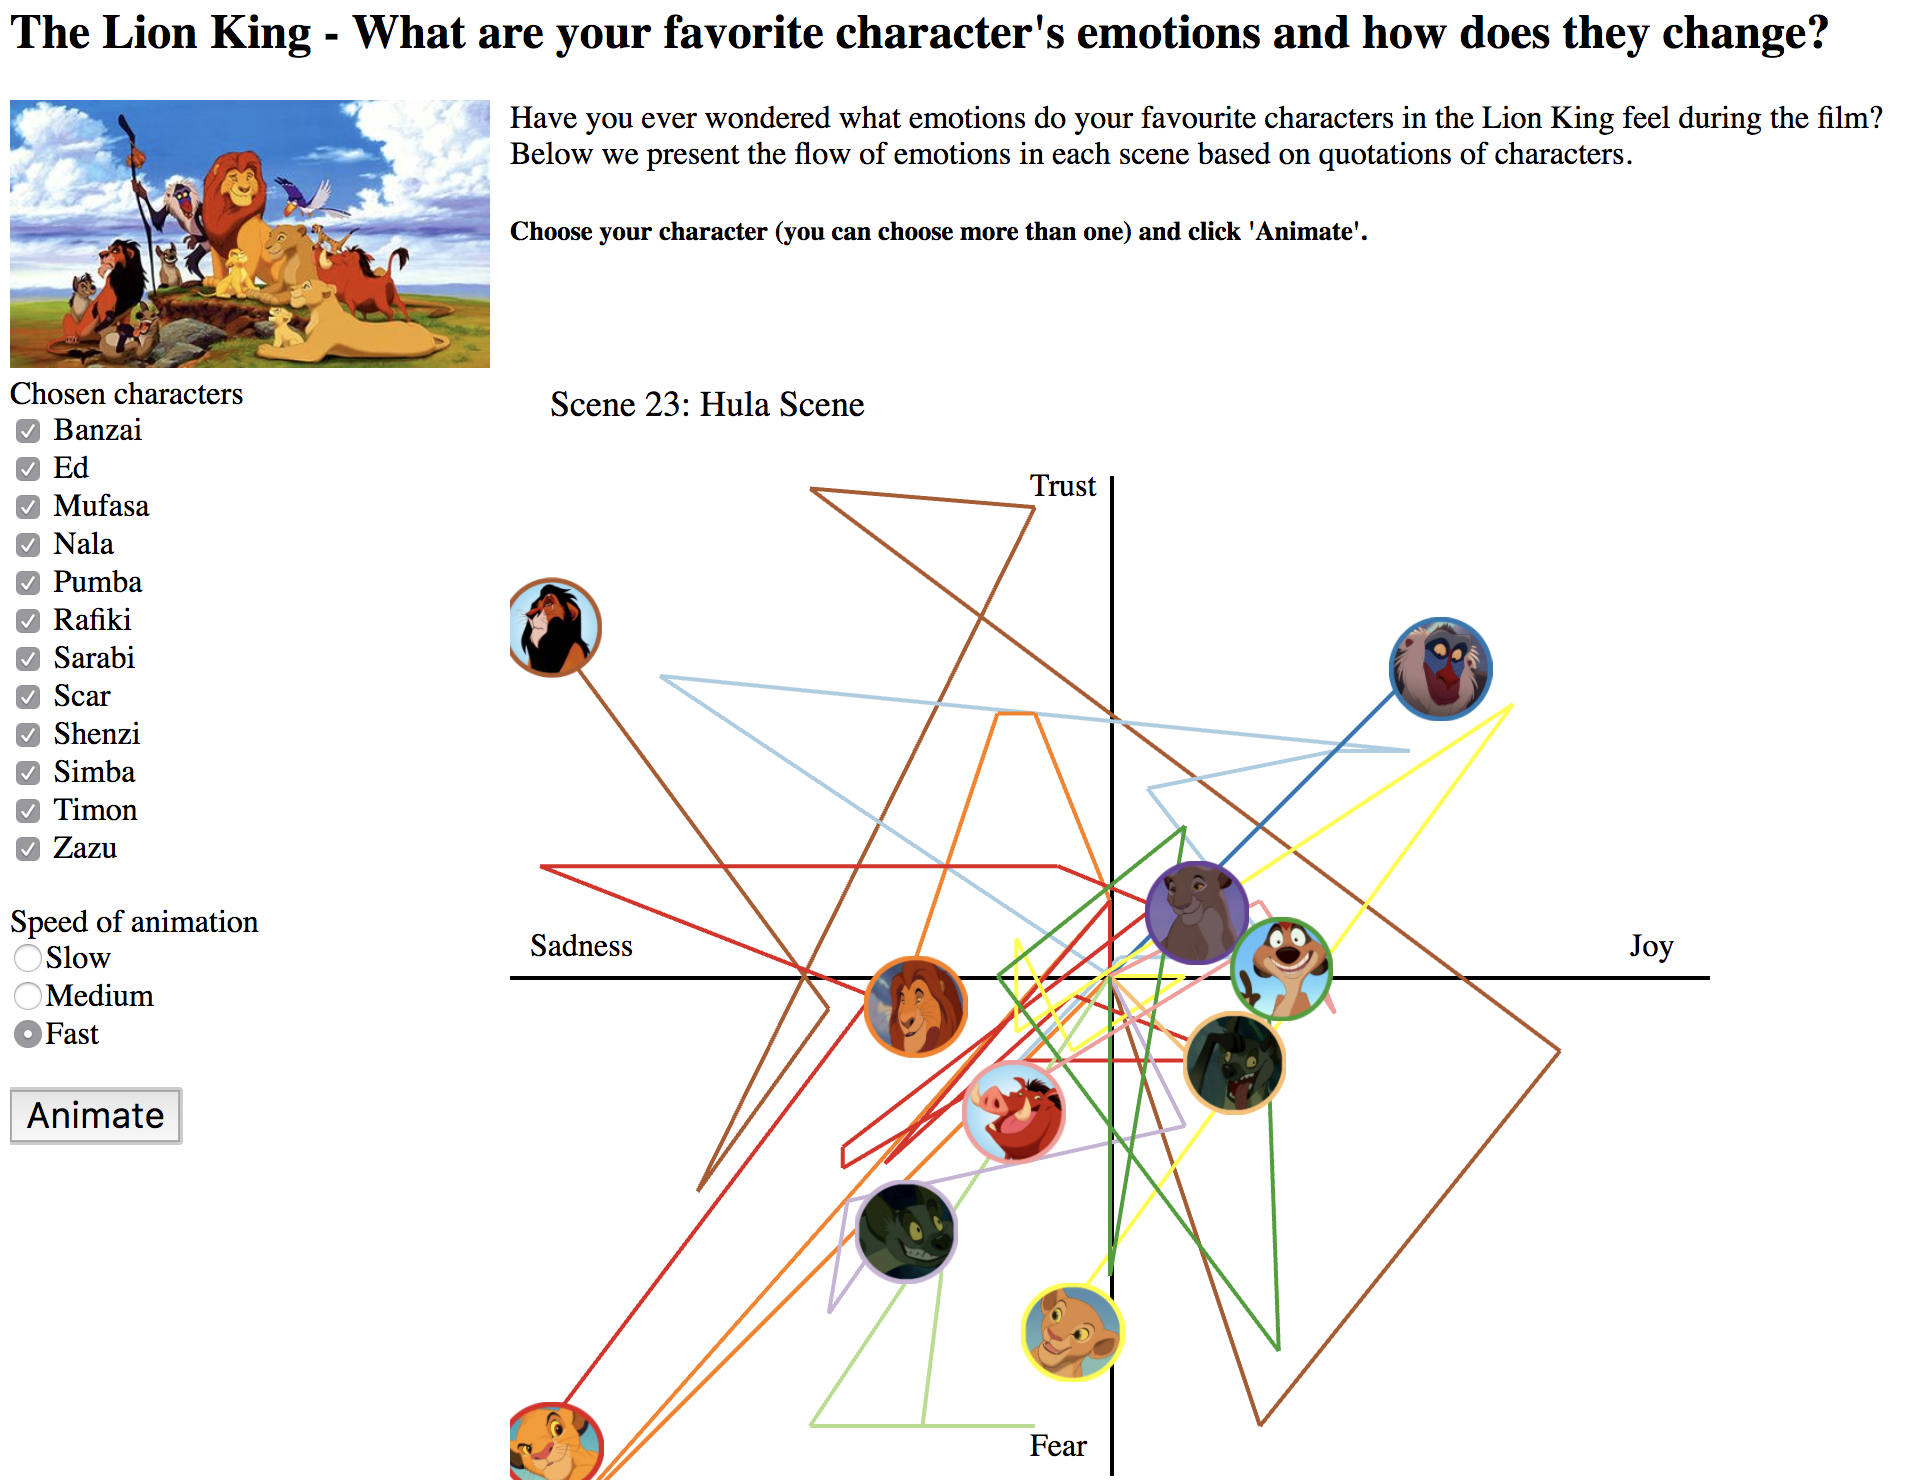 The Lion King - What are your favorite character's emotions and how does they change?
Have you ever wondered what emotions do your favourite characters in the Lion King feel during the film?
Below we present the flow of emotions in each scene based on quotations of characters.
Choose your character (you can choose more than one) and click 'Animate'.
Chosen characters
Banzai
Ed
Mufasa
Nala
Pumba
Rafiki
Sarabi
Scar
Shenzi
Simba
Timon
Zazu
Speed of animation
Slow
Medium
Fast
Animate
Scene 23: Hula Scene
Trust
Sadness
Joy
Fear